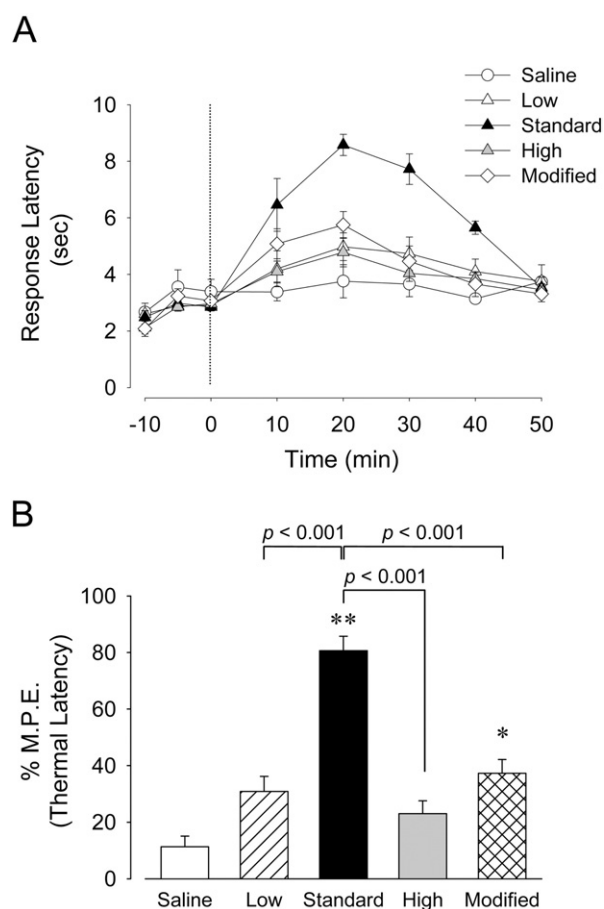 A
Saline
Low
Standard
High
Modified
10
8
6
4
2
0
Response Latency
(sec)
-10 0 10 20 30 40 50
Time (min)
B
p < 0.001 p < 0.001
p < 0.001
100
80
60
40
20
0
% M.P.E.
(Thermal Latency)
**
*
Saline Low Standard High Modified